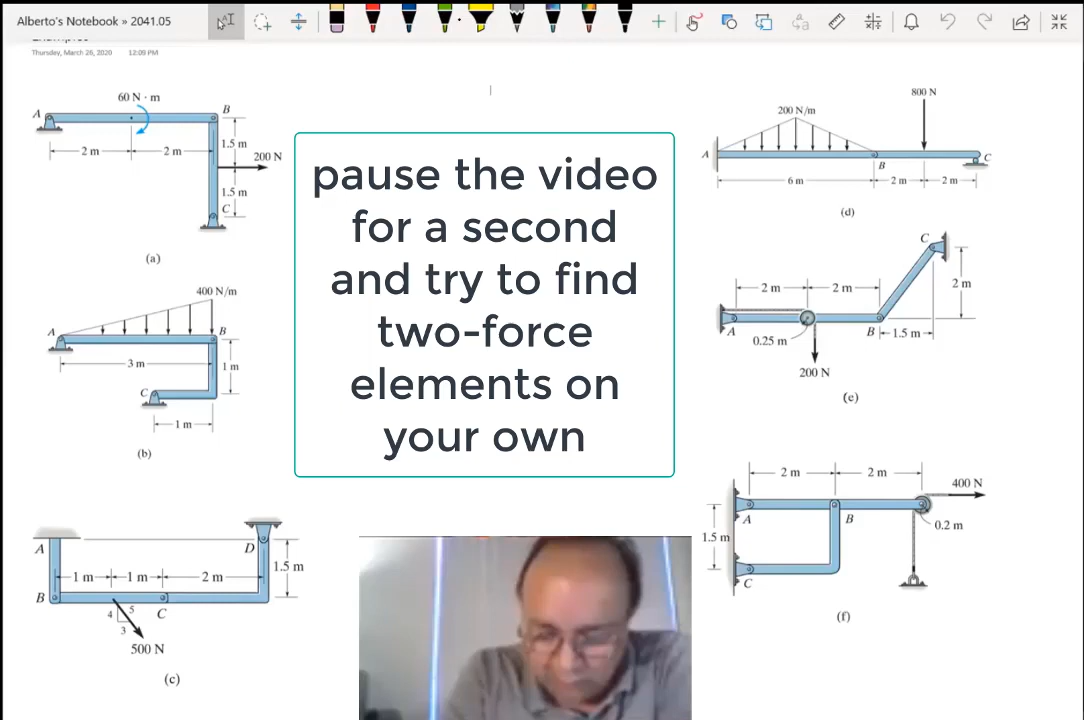 Alberto's Notebook » 2041.05
Thursday, March 26, 2020 12:09 PM
60 N · m
A
B
2 m
2 m
1.5 m
200 N
1.5 m
C
(a)
400 N/m
A
B
3 m
1 m
C
1 m
(b)
A
D
1 m
1 m
2 m
1.5 m
B
C
4
5
3
500 N
(c)
pause the video
for a second
and try to find
two-force
elements on
your own
800 N
200 N/m
A
B
C
6 m
2 m
2 m
(d)
C
2 m
2 m
2 m
A
B
1.5 m
0.25 m
200 N
(e)
2 m
2 m
400 N
A
B
0.2 m
1.5 m
C
(f)